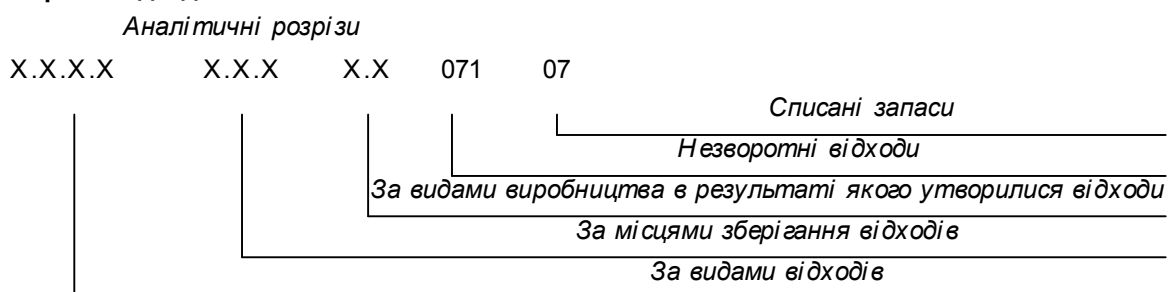 Аналітичні розрізи
X.X.X.X X.X.X X.X 071 07
Списані запаси
Незворотні відходи
За видами виробництва в результаті якого утворилися відходи
За місцями зберігання відходів
За видами відходів